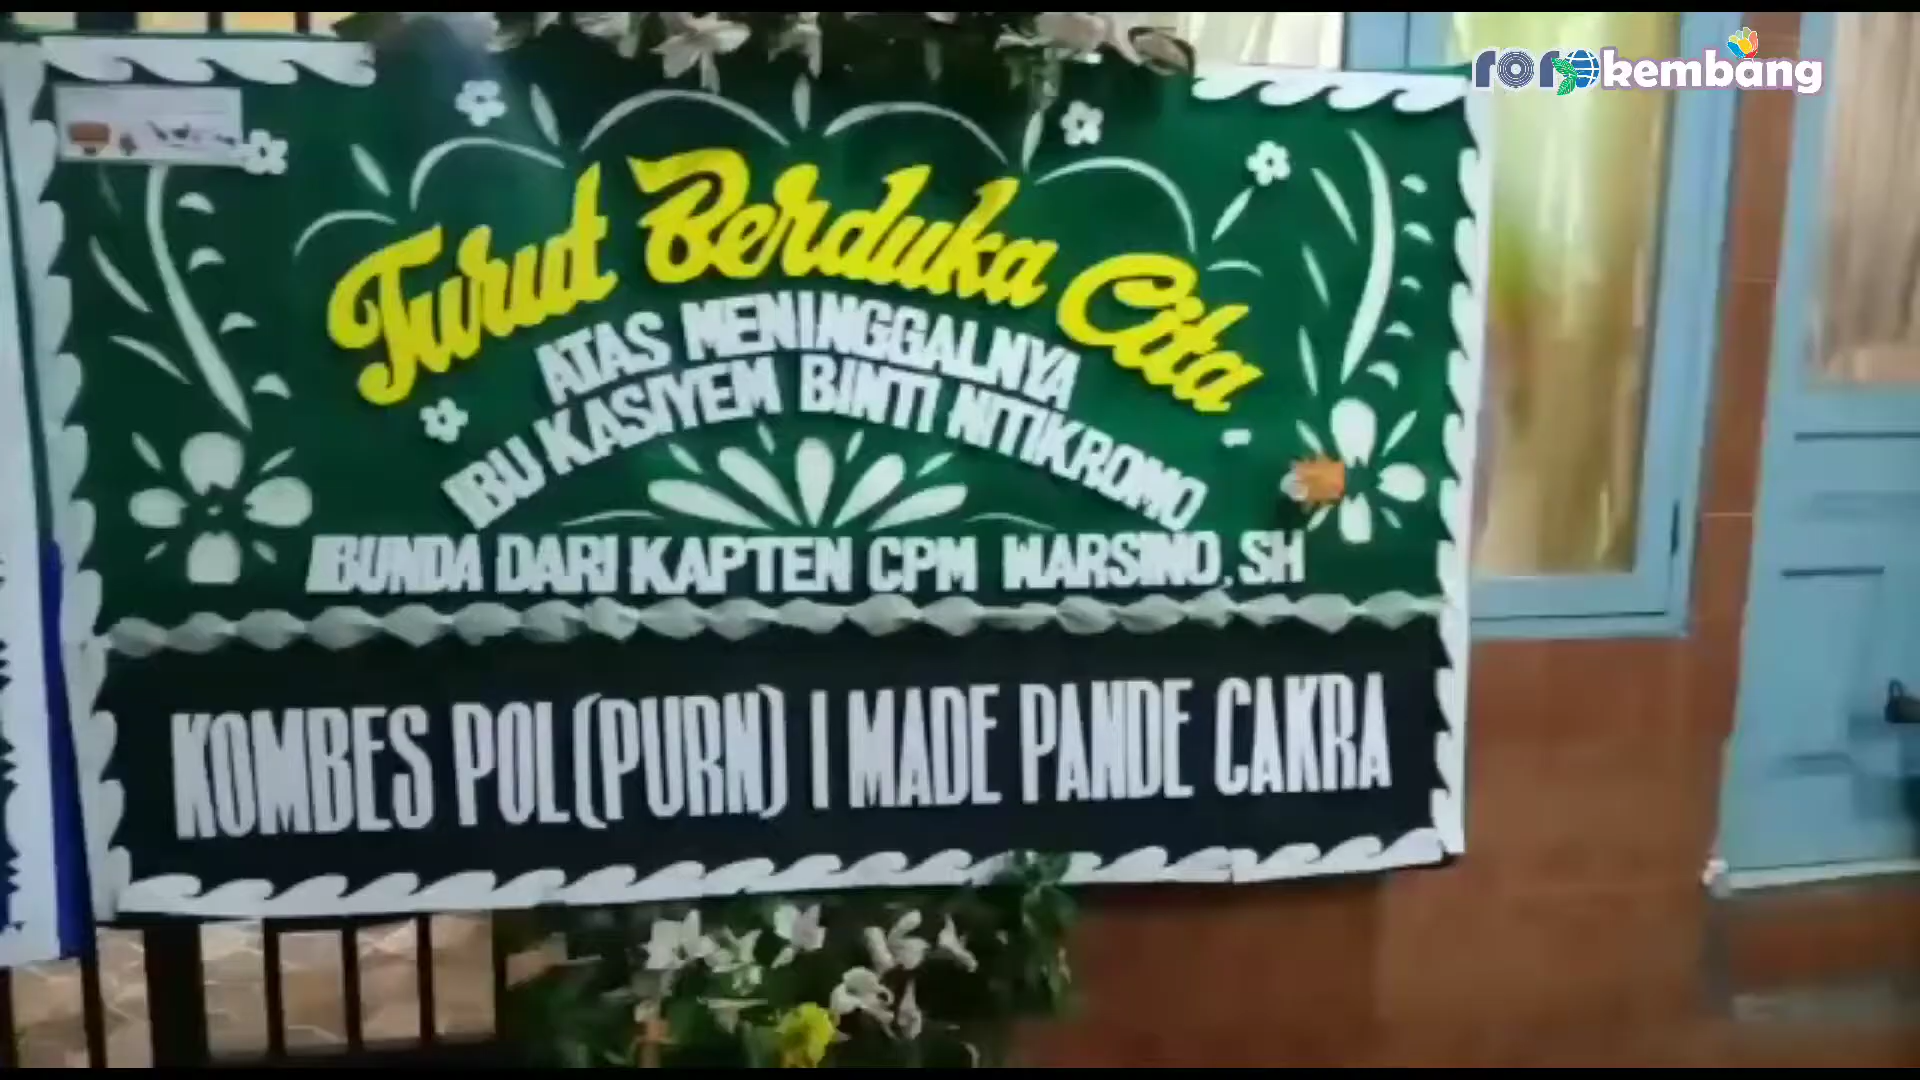 rorokembang
Turut Berduka Cita
ATAS MENINGGALNYA
IBU KASIYEM BINTI NITIKROMO
IBUNDA DARI KAPTEN CPM WARSINO. SH
KOMBES POL(PURN) I MADE PANDE CAKRA